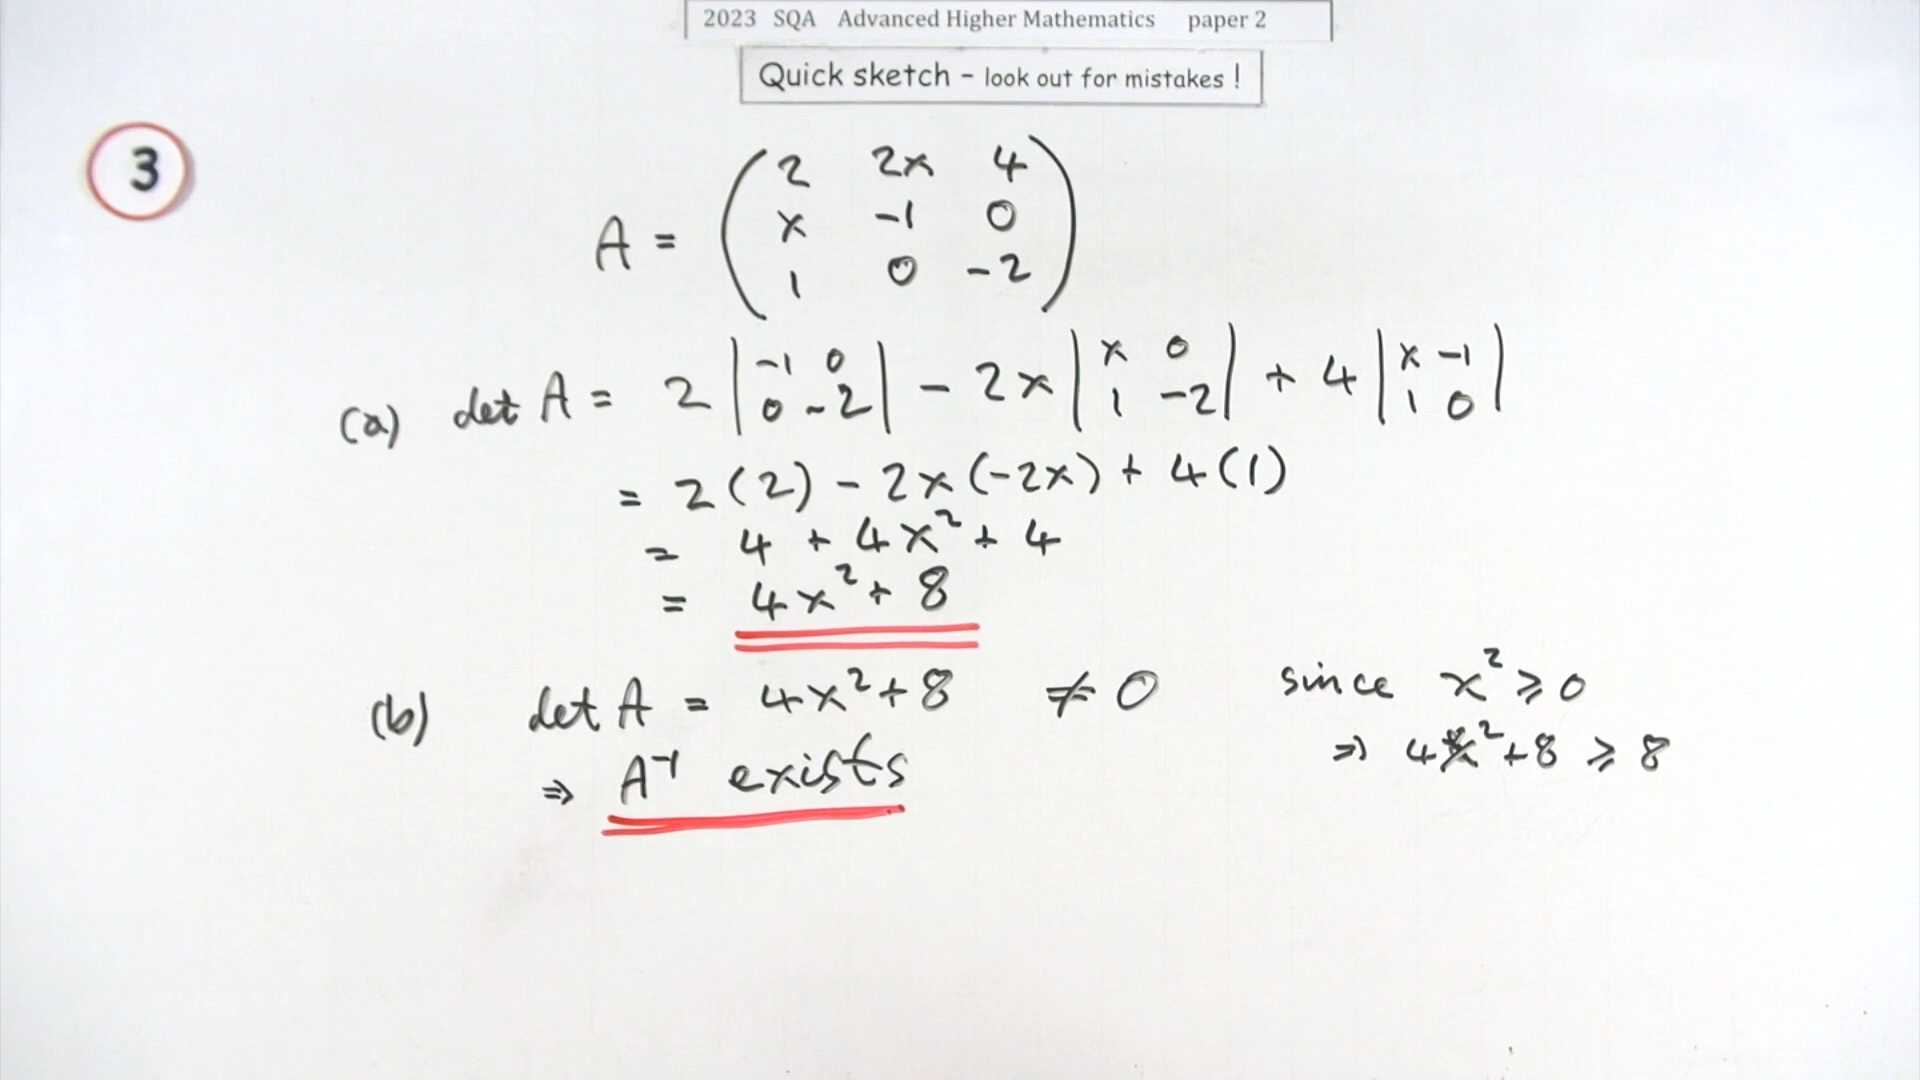 2023 SQA Advanced Higher Mathematics paper 2
Quick sketch - look out for mistakes !
3
A = ( 2 2x 4
x -1 0
1 0 -2 )
(a) det A = 2 | -1 0 ; 0 -2 | - 2x | x 0 ; 1 -2 | + 4 | x -1 ; 1 0 |
= 2(2) - 2x(-2x) + 4(1)
= 4 + 4x² + 4
= 4x² + 8
(b) det A = 4x² + 8 ≠ 0 since x² ⩾ 0
⇒ A⁻¹ exists ⇒ 4x² + 8 ⩾ 8